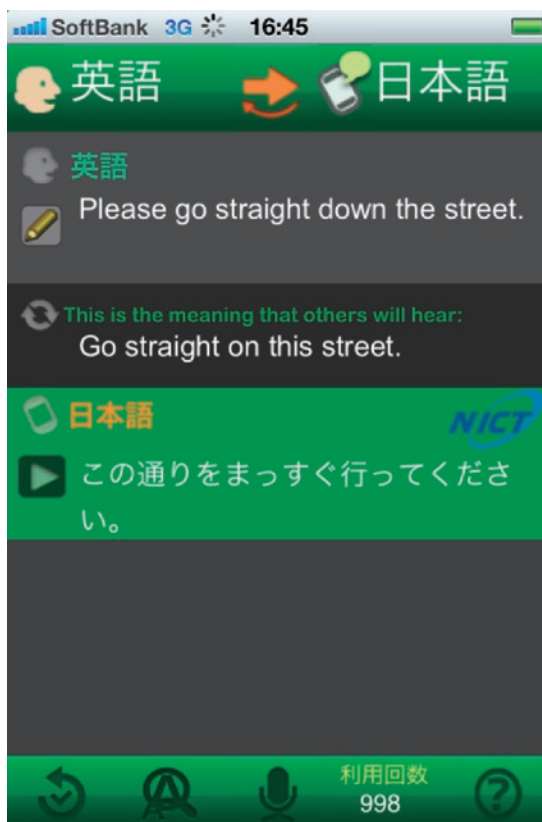 SoftBank 3G 16:45
英語 日本語
英語
Please go straight down the street.
This is the meaning that others will hear:
Go straight on this street.
日本語 NICT
この通りをまっすぐ行ってくださ
い。
利用回数
998